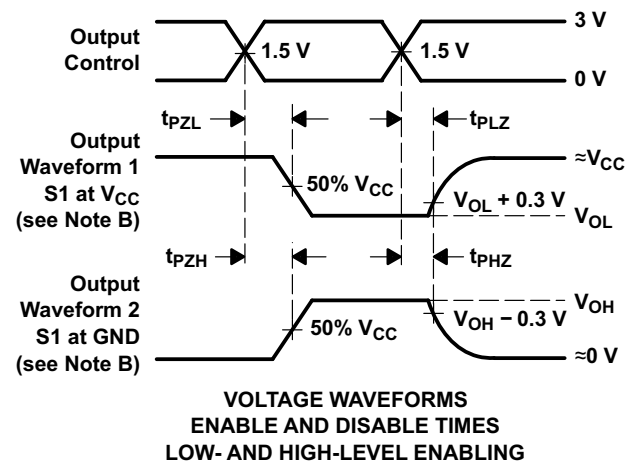 Output
Control
1.5 V
1.5 V
3 V
0 V
tPZL
tPLZ
Output
Waveform 1
S1 at VCC
(see Note B)
50% VCC
≈VCC
VOL + 0.3 V
VOL
tPZH
tPHZ
Output
Waveform 2
S1 at GND
(see Note B)
50% VCC
VOH
VOH − 0.3 V
≈0 V
VOLTAGE WAVEFORMS
ENABLE AND DISABLE TIMES
LOW- AND HIGH-LEVEL ENABLING